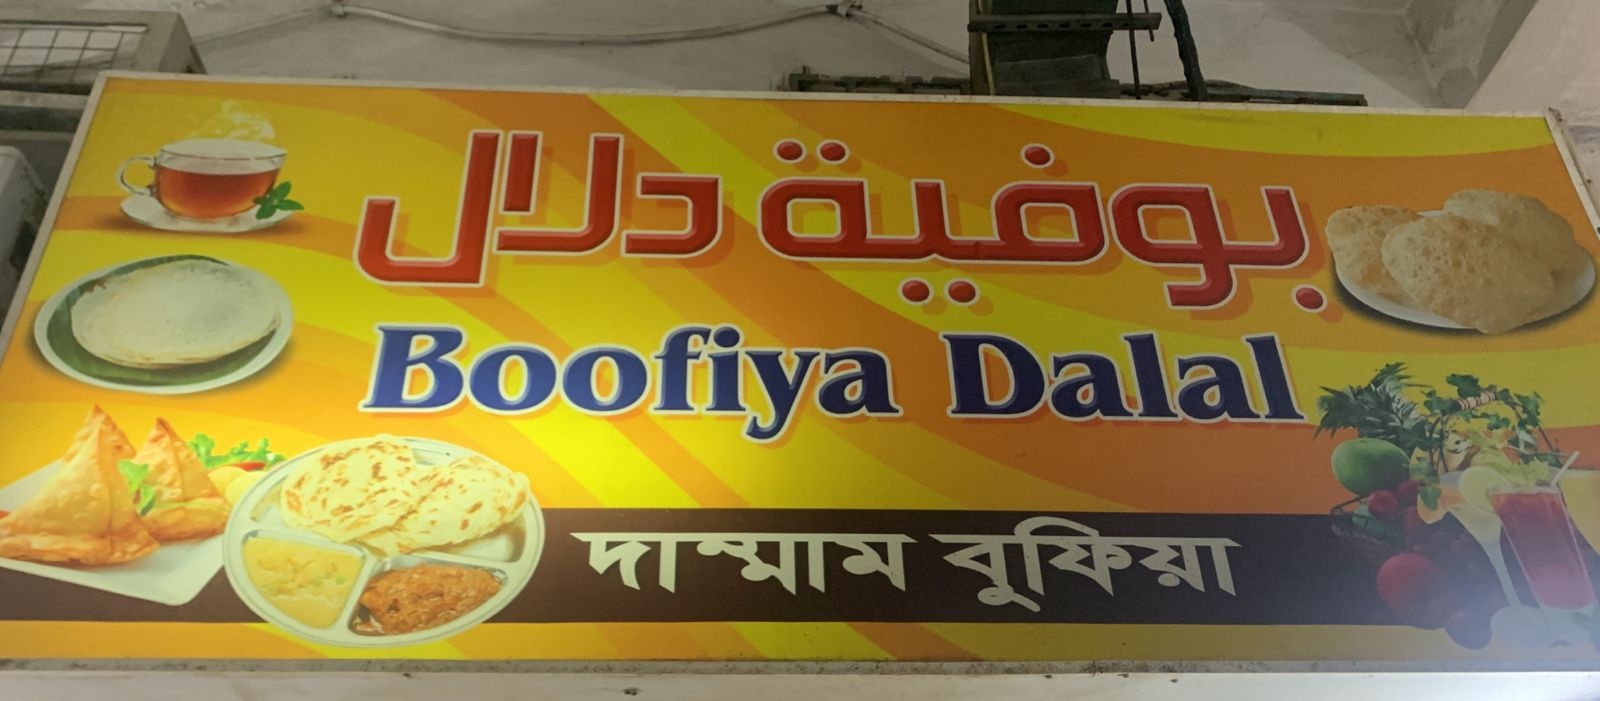 بوفية دلال
Boofiya Dalal
দাম্মাম বুফিয়া